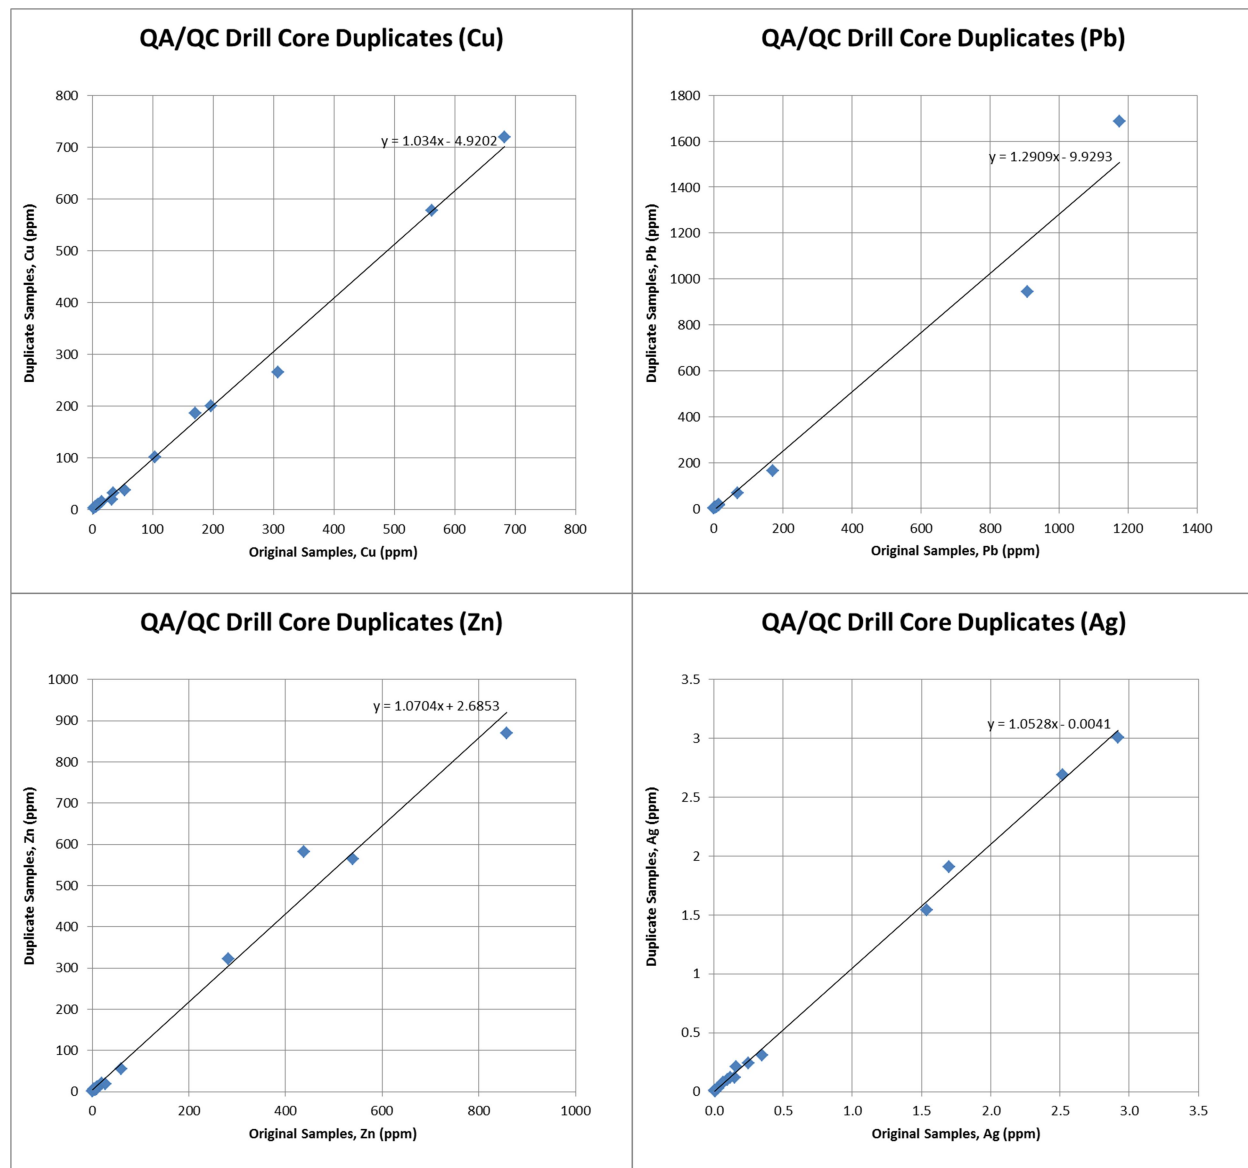 QA/QC Drill Core Duplicates (Cu)
800
700
600
500
400
300
200
100
0
Duplicate Samples, Cu (ppm)
y = 1.034x - 4.9202
0 100 200 300 400 500 600 700 800
Original Samples, Cu (ppm)
QA/QC Drill Core Duplicates (Pb)
1800
1600
1400
1200
1000
800
600
400
200
0
Duplicate Samples, Pb (ppm)
y = 1.2909x - 9.9293
0 200 400 600 800 1000 1200 1400
Original Samples, Pb (ppm)
QA/QC Drill Core Duplicates (Zn)
1000
900
800
700
600
500
400
300
200
100
0
Duplicate Samples, Zn (ppm)
y = 1.0704x + 2.6853
0 200 400 600 800 1000
Original Samples, Zn (ppm)
QA/QC Drill Core Duplicates (Ag)
3.5
3
2.5
2
1.5
1
0.5
0
Duplicate Samples, Ag (ppm)
y = 1.0528x - 0.0041
0.0 0.5 1.0 1.5 2.0 2.5 3.0 3.5
Original Samples, Ag (ppm)